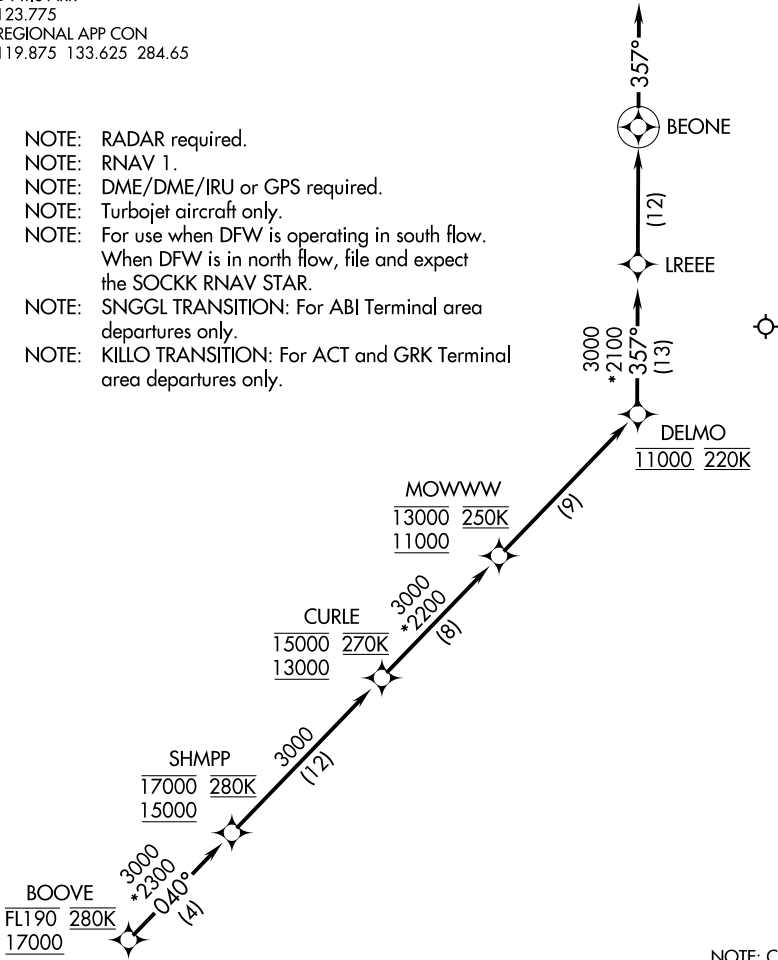 123.775
REGIONAL APP CON
119.875 133.625 284.65
NOTE: RADAR required.
NOTE: RNAV 1.
NOTE: DME/DME/IRU or GPS required.
NOTE: Turbojet aircraft only.
NOTE: For use when DFW is operating in south flow.
When DFW is in north flow, file and expect
the SOCKK RNAV STAR.
NOTE: SNGGL TRANSITION: For ABI Terminal area
departures only.
NOTE: KILLO TRANSITION: For ACT and GRK Terminal
area departures only.
357°
BEONE
(12)
LREEE
3000
*2100
357°
(13)
DELMO
11000 220K
(9)
MOWWW
13000 250K
11000
3000
*2200
(8)
CURLE
15000 270K
13000
3000
(12)
SHMPP
17000 280K
15000
3000
*2300
040°
(4)
BOOVE
FL190 280K
17000
NOTE: C